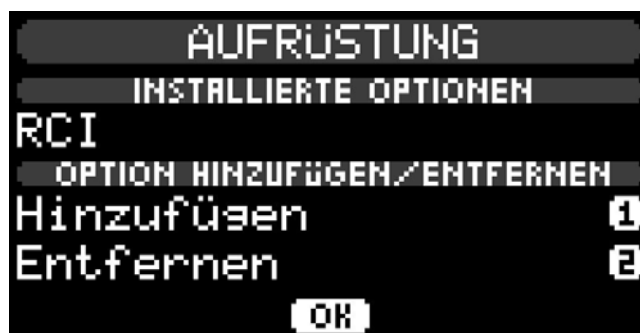 AUFRÜSTUNG
INSTALLIERTE OPTIONEN
RCI
OPTION HINZUFÜGEN/ENTFERNEN
Hinzufügen 1
Entfernen 2
OK